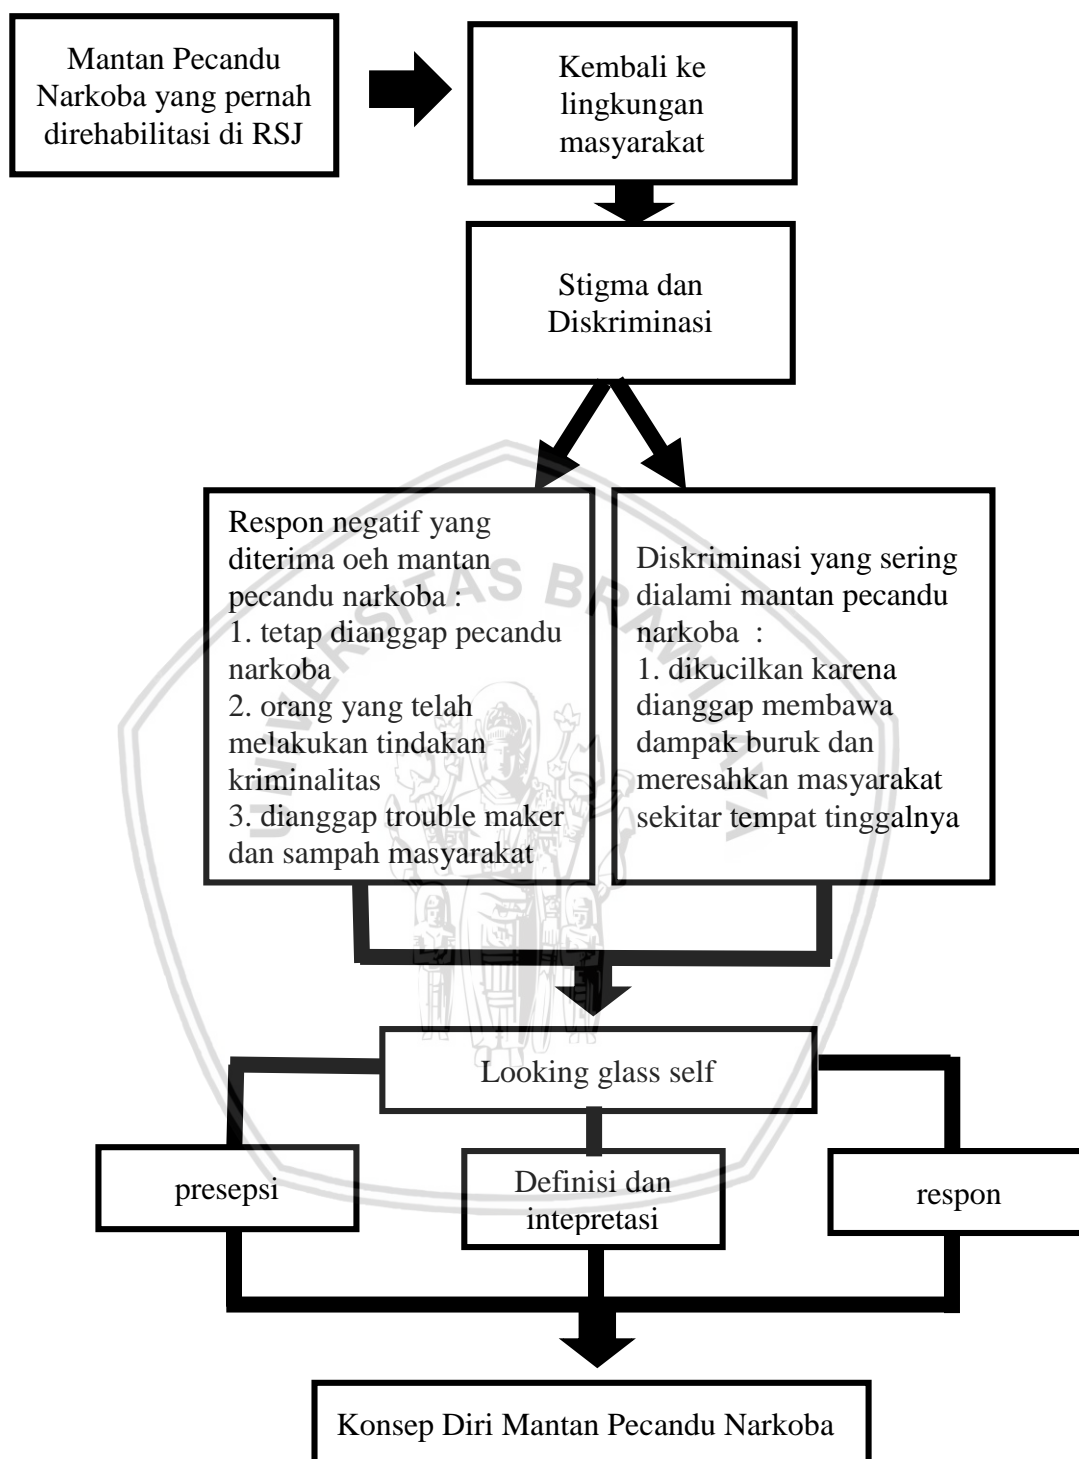 Mantan Pecandu
Narkoba yang pernah
direhabilitasi di RSJ
Kembali ke
lingkungan
masyarakat
Stigma dan
Diskriminasi
Respon negatif yang
diterima oeh mantan
pecandu narkoba :
1. tetap dianggap pecandu
narkoba
2. orang yang telah
melakukan tindakan
kriminalitas
3. dianggap trouble maker
dan sampah masyarakat
Diskriminasi yang sering
dialami mantan pecandu
narkoba  :
1. dikucilkan karena
dianggap membawa
dampak buruk dan
meresahkan masyarakat
sekitar tempat tinggalnya
UNIVERSITAS BRAWIJAYA
Looking glass self
presepsi
Definisi dan
intepretasi
respon
Konsep Diri Mantan Pecandu Narkoba